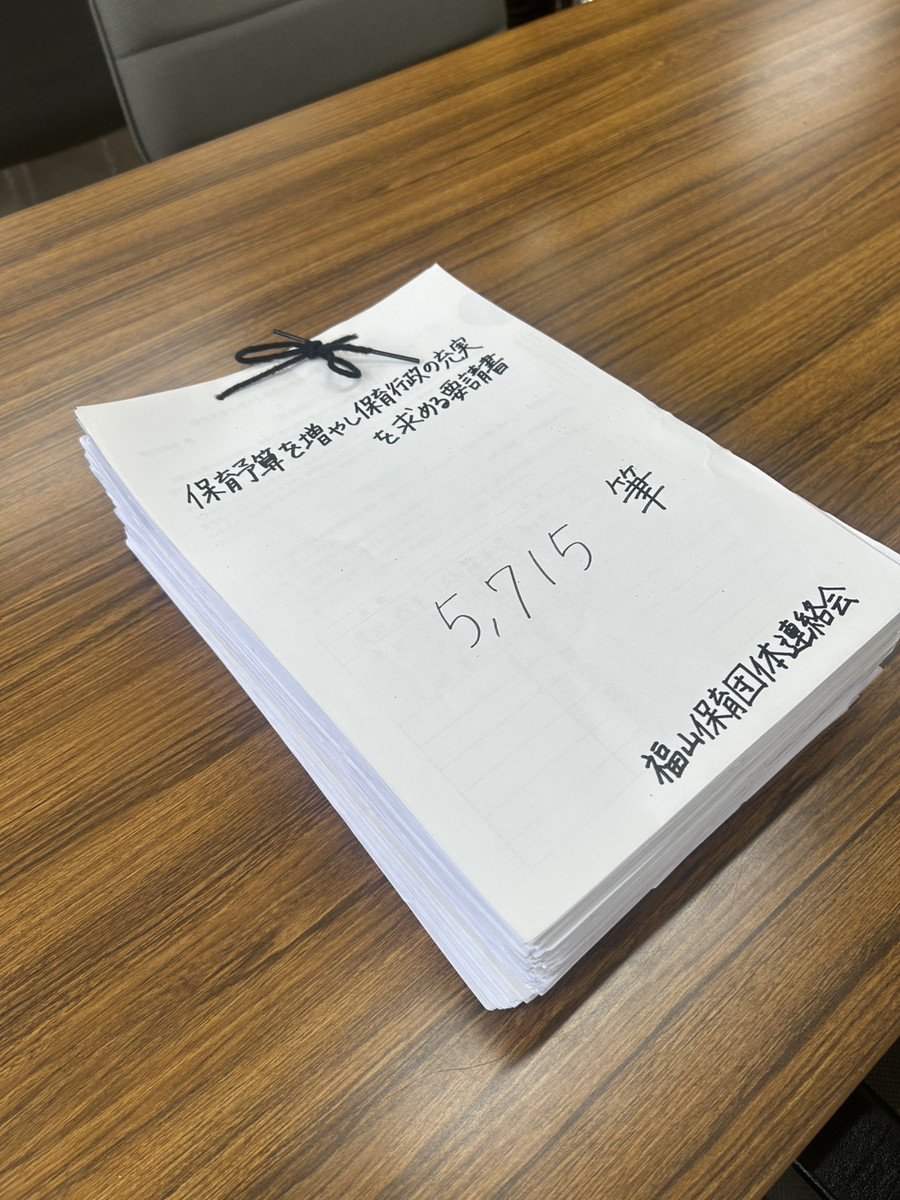 保育予算を増やし保育行政の充実
を求める要請書
5,715 筆
福山保育団体連絡会